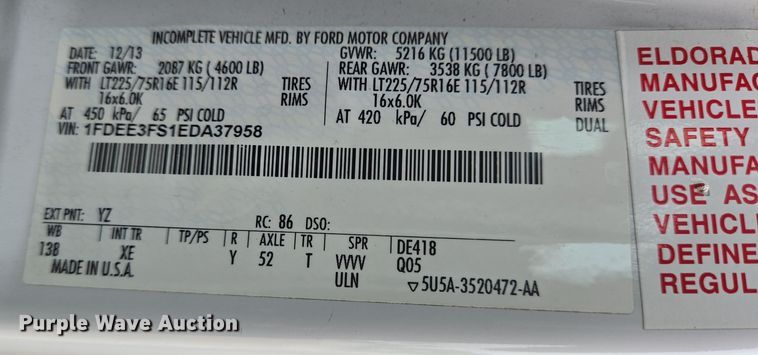 INCOMPLETE VEHICLE MFD. BY FORD MOTOR COMPANY
DATE: 12/13 GVWR: 5216 KG (11500 LB)
FRONT GAWR: 2087 KG (4600 LB) REAR GAWR: 3538 KG (7800 LB)
WITH LT225/75R16E 115/112R TIRES WITH LT225/75R16E 115/112R TIRES
16x6.0K RIMS 16x6.0K RIMS
AT 450 kPa/ 65 PSI COLD AT 420 kPa/ 60 PSI COLD DUAL
VIN: 1FDEE3FS1EDA37958
EXT PNT: YZ RC: 86 DSO:
WB INT TR TP/PS R AXLE TR SPR DE418
138 XE Y 52 T VVVV Q05
MADE IN U.S.A. ULN ▽5U5A-3520472-AA
ELDORAD
MANUFAC
VEHICLE
SAFETY
MANUFA
USE AS
VEHICL
DEFINE
REGUL
Purple Wave Auction